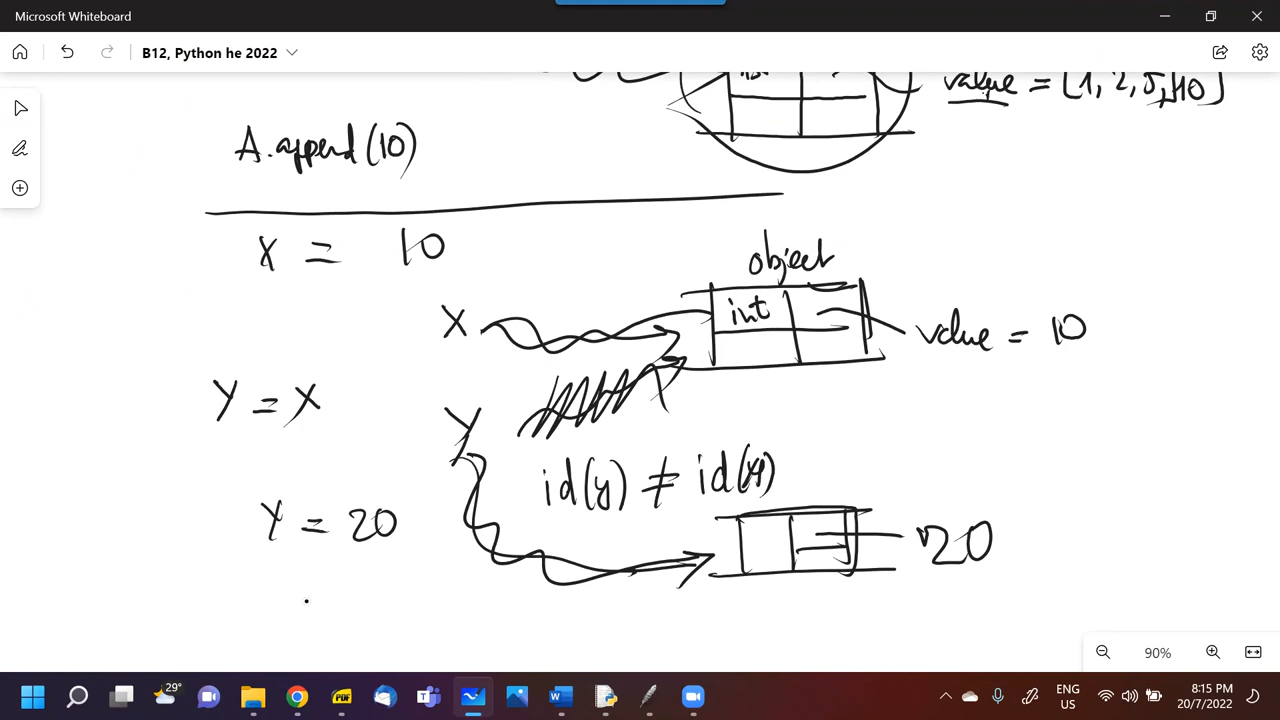 Microsoft Whiteboard
B12, Python he 2022
value = [1, 2, 5, 10]
A.append(10)
X = 10
object
X
int
value = 10
Y = X
Y
id(y) ≠ id(x)
Y = 20
20
90%
29°
ENG
US
8:15 PM
20/7/2022